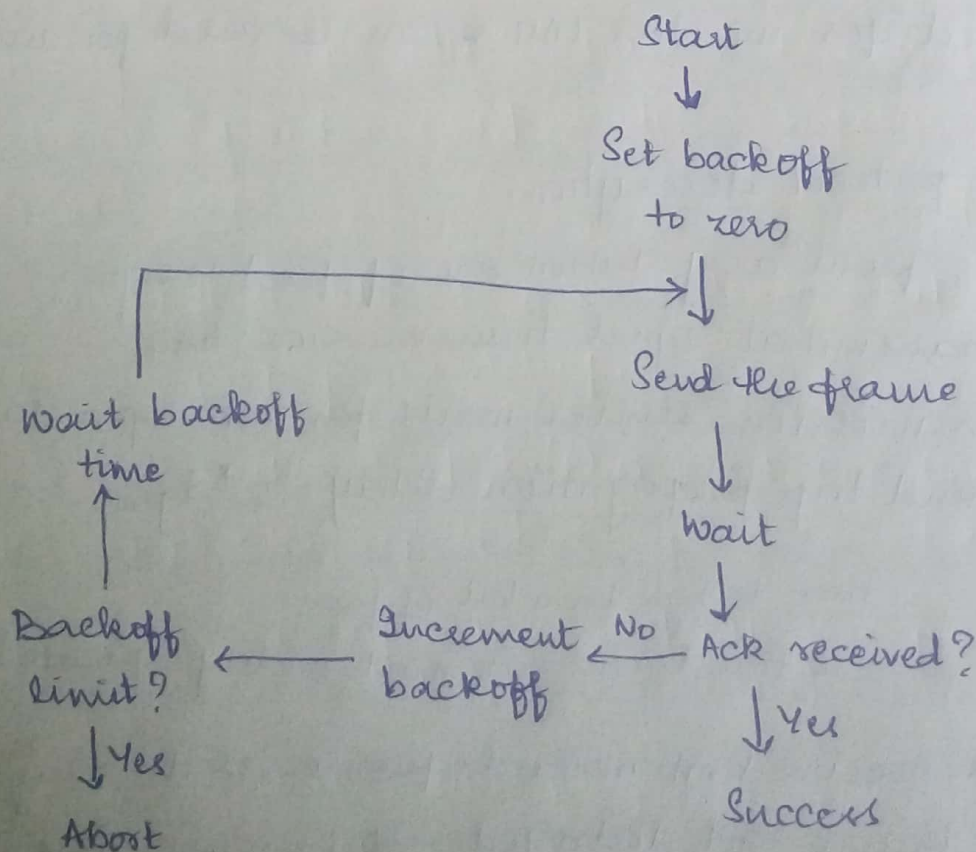 Start
Set backoff
to zero
Send the frame
Wait backoff
time
Wait
Backoff
limit?
Increment
backoff
No
ACK received?
Yes
Yes
Success
Abort